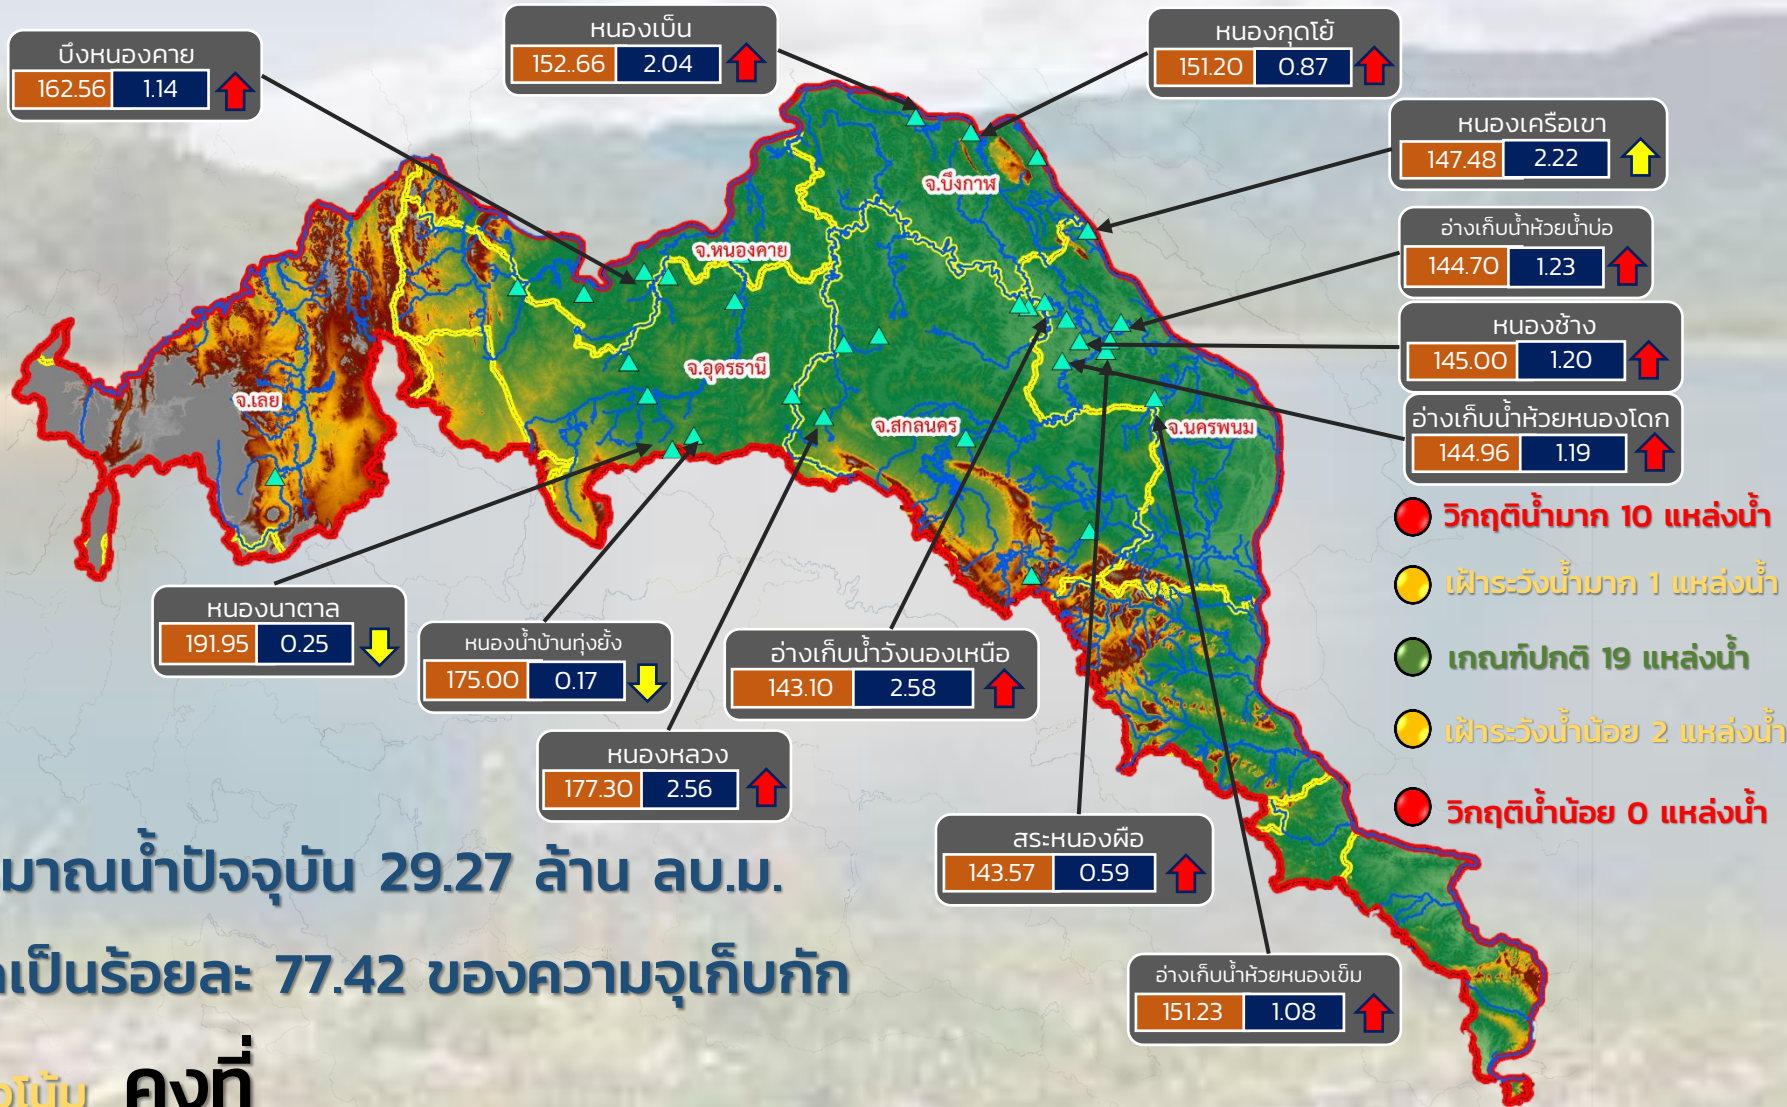 บึงหนองคาย
162.56 1.14
หนองเบ็น
152..66 2.04
หนองกุดโย้
151.20 0.87
หนองเครือเขา
147.48 2.22
อ่างเก็บน้ำห้วยน้ำบ่อ
144.70 1.23
หนองช้าง
145.00 1.20
อ่างเก็บน้ำห้วยหนองโดก
144.96 1.19
จ.บึงกาฬ
จ.หนองคาย
จ.อุดรธานี
จ.เลย
จ.สกลนคร
จ.นครพนม
วิกฤติน้ำมาก 10 แหล่งน้ำ
เฝ้าระวังน้ำมาก 1 แหล่งน้ำ
เกณฑ์ปกติ 19 แหล่งน้ำ
เฝ้าระวังน้ำน้อย 2 แหล่งน้ำ
วิกฤติน้ำน้อย 0 แหล่งน้ำ
หนองนาตาล
191.95 0.25
หนองน้ำบ้านทุ่งยั้ง
175.00 0.17
อ่างเก็บน้ำวังนองเหนือ
143.10 2.58
หนองหลวง
177.30 2.56
สระหนองผือ
143.57 0.59
อ่างเก็บน้ำห้วยหนองเข็ม
151.23 1.08
มาณน้ำปัจจุบัน 29.27 ล้าน ลบ.ม.
เป็นร้อยละ 77.42 ของความจุเก็บกัก
โน้ม คงที่